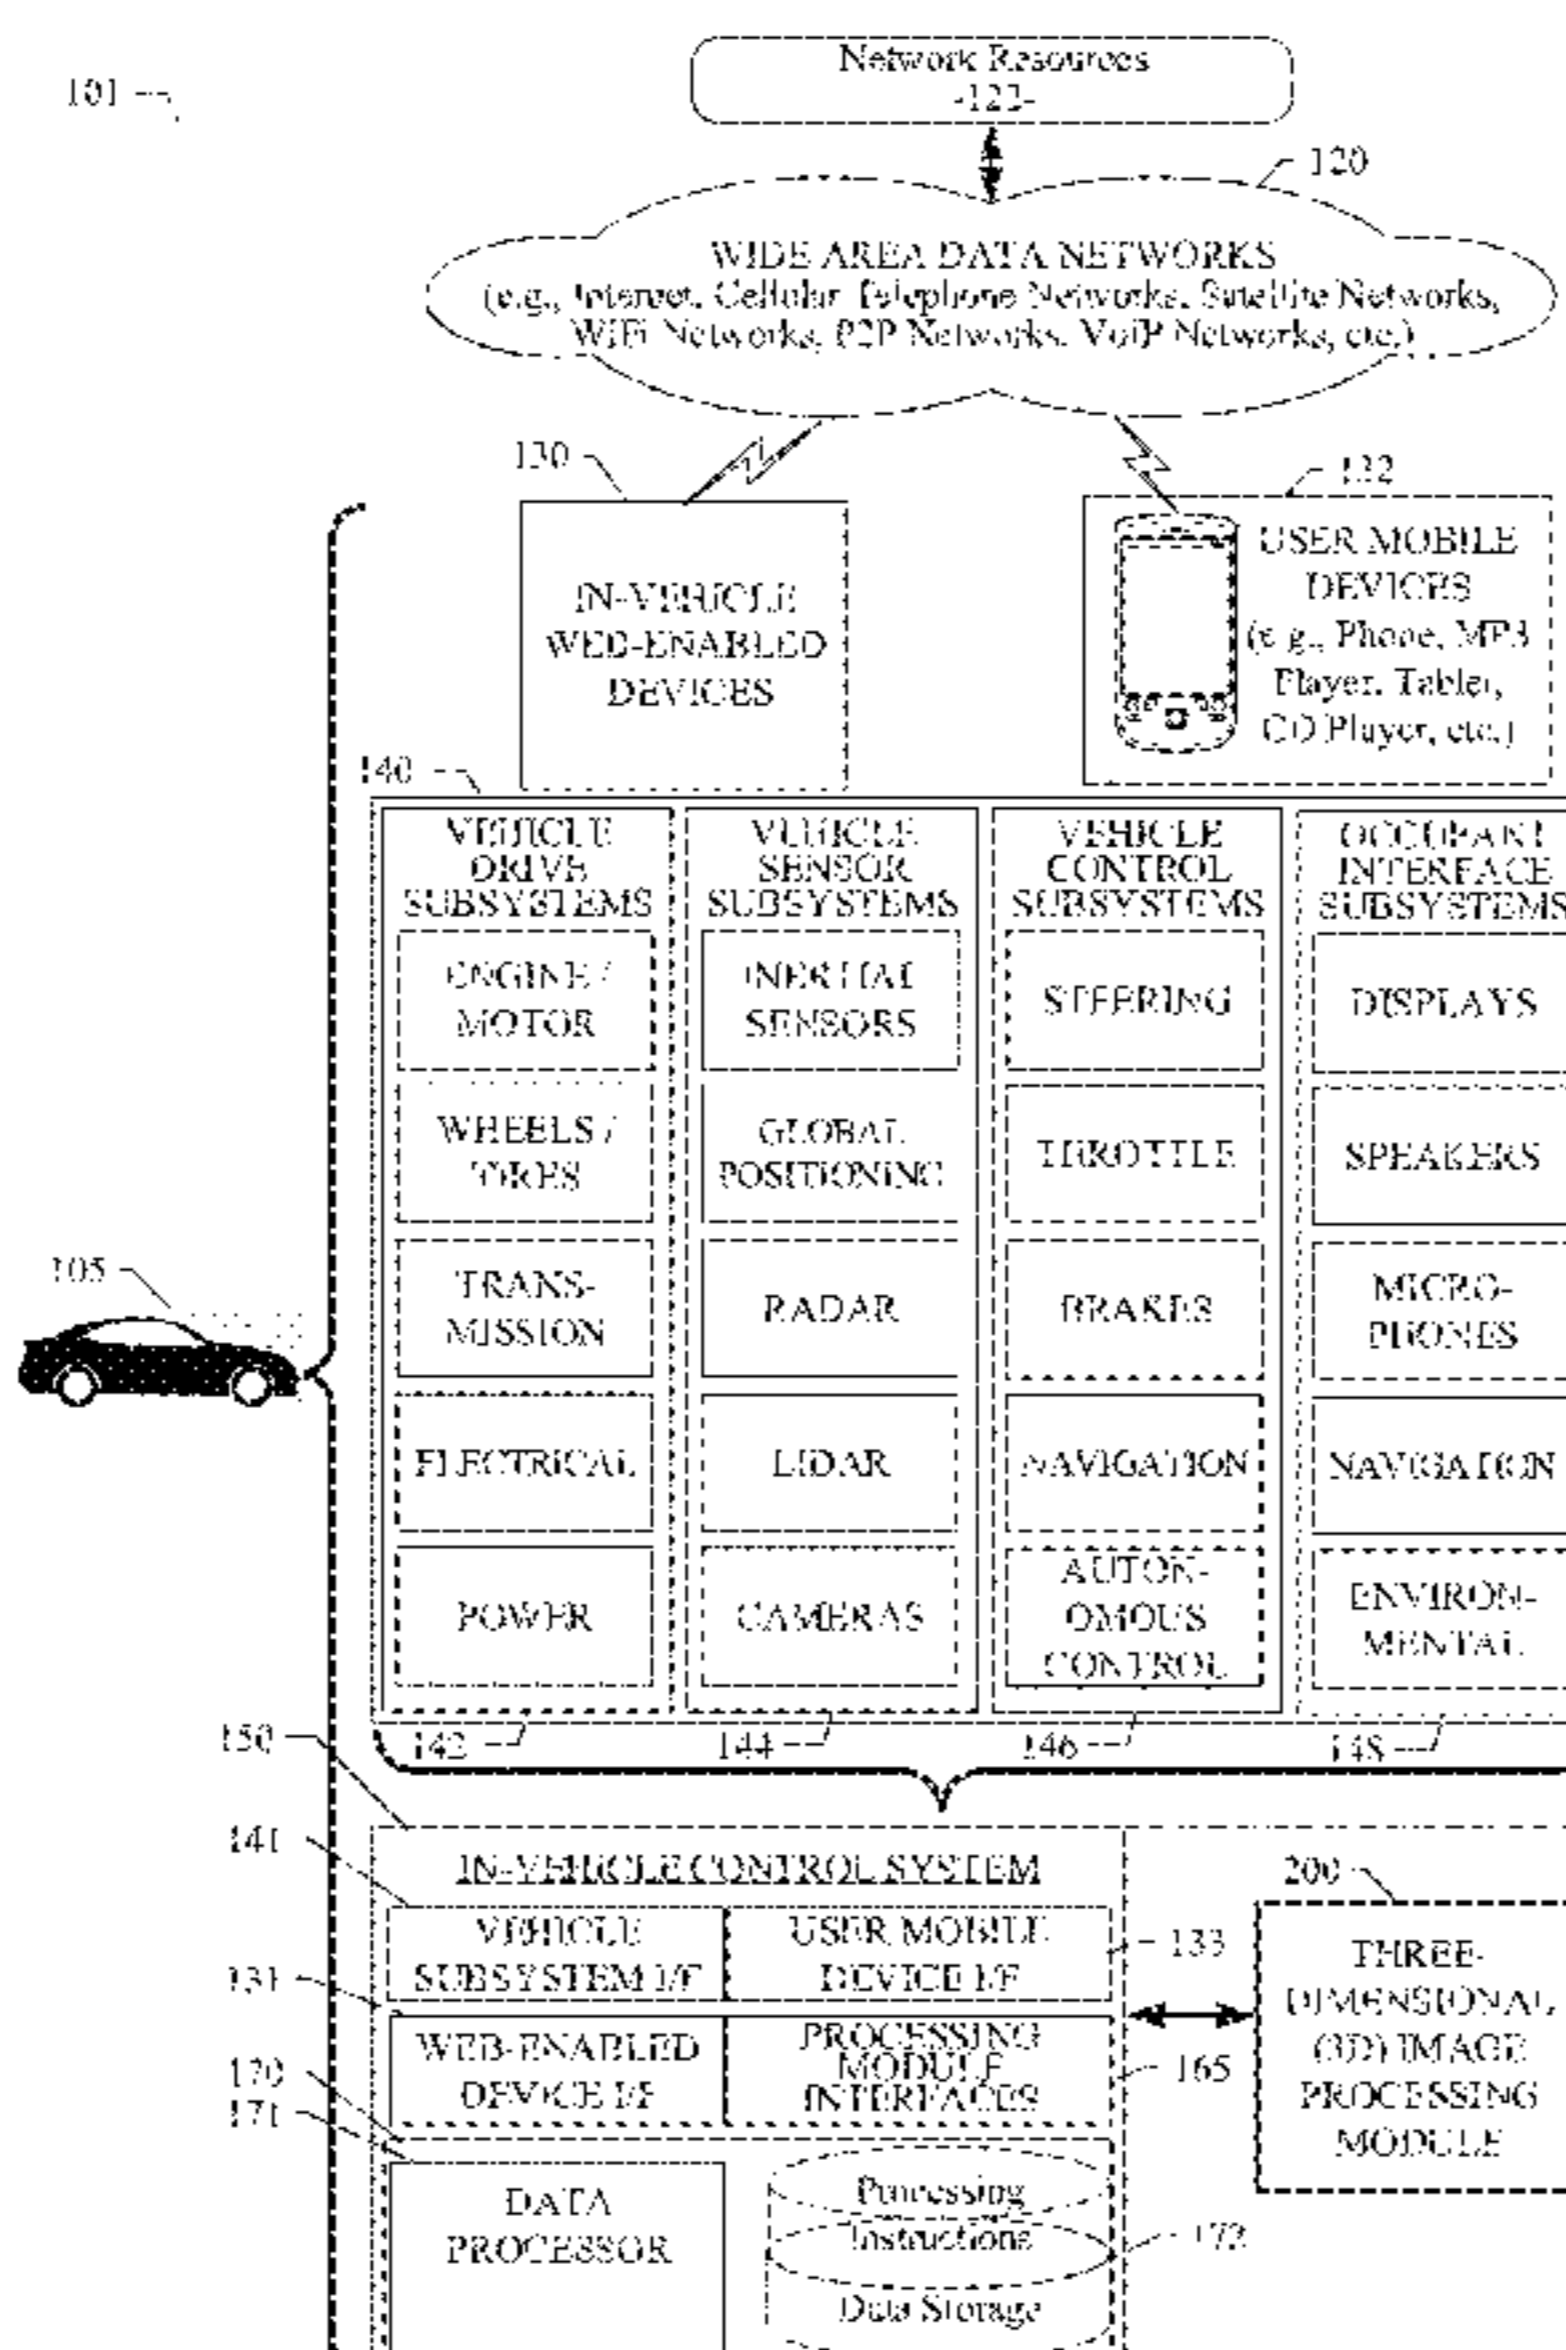 101
Network Resources
-122-
120
WIDE AREA DATA NETWORKS
(e.g., Internet, Cellular Telephone Networks, Satellite Networks,
WiFi Networks, P2P Networks, VoIP Networks, etc.)
130
132
IN-VEHICLE
WEB-ENABLED
DEVICES
USER MOBILE
DEVICES
(e.g., Phone, MP3
Player, Tablet,
CD Player, etc.)
140
VEHICLE
DRIVE
SUBSYSTEMS
ENGINE /
MOTOR
WHEELS /
TIRES
TRANS-
MISSION
ELECTRICAL
POWER
142
VEHICLE
SENSOR
SUBSYSTEMS
INERTIAL
SENSORS
GLOBAL
POSITIONING
RADAR
LIDAR
CAMERAS
144
VEHICLE
CONTROL
SUBSYSTEMS
STEERING
THROTTLE
BRAKES
NAVIGATION
AUTON-
OMOUS
CONTROL
146
OCCUPANT
INTERFACE
SUBSYSTEMS
DISPLAYS
SPEAKERS
MICRO-
PHONES
NAVIGATION
ENVIRON-
MENTAL
148
105
150
IN-VEHICLE CONTROL SYSTEM
141
VEHICLE
SUBSYSTEM I/F
USER MOBILE
DEVICE I/F
133
131
WEB-ENABLED
DEVICE I/F
PROCESSING
MODULE
INTERFACES
165
170
171
DATA
PROCESSOR
Processing
Instructions
Data Storage
172
200
THREE-
DIMENSIONAL
(3D) IMAGE
PROCESSING
MODULE